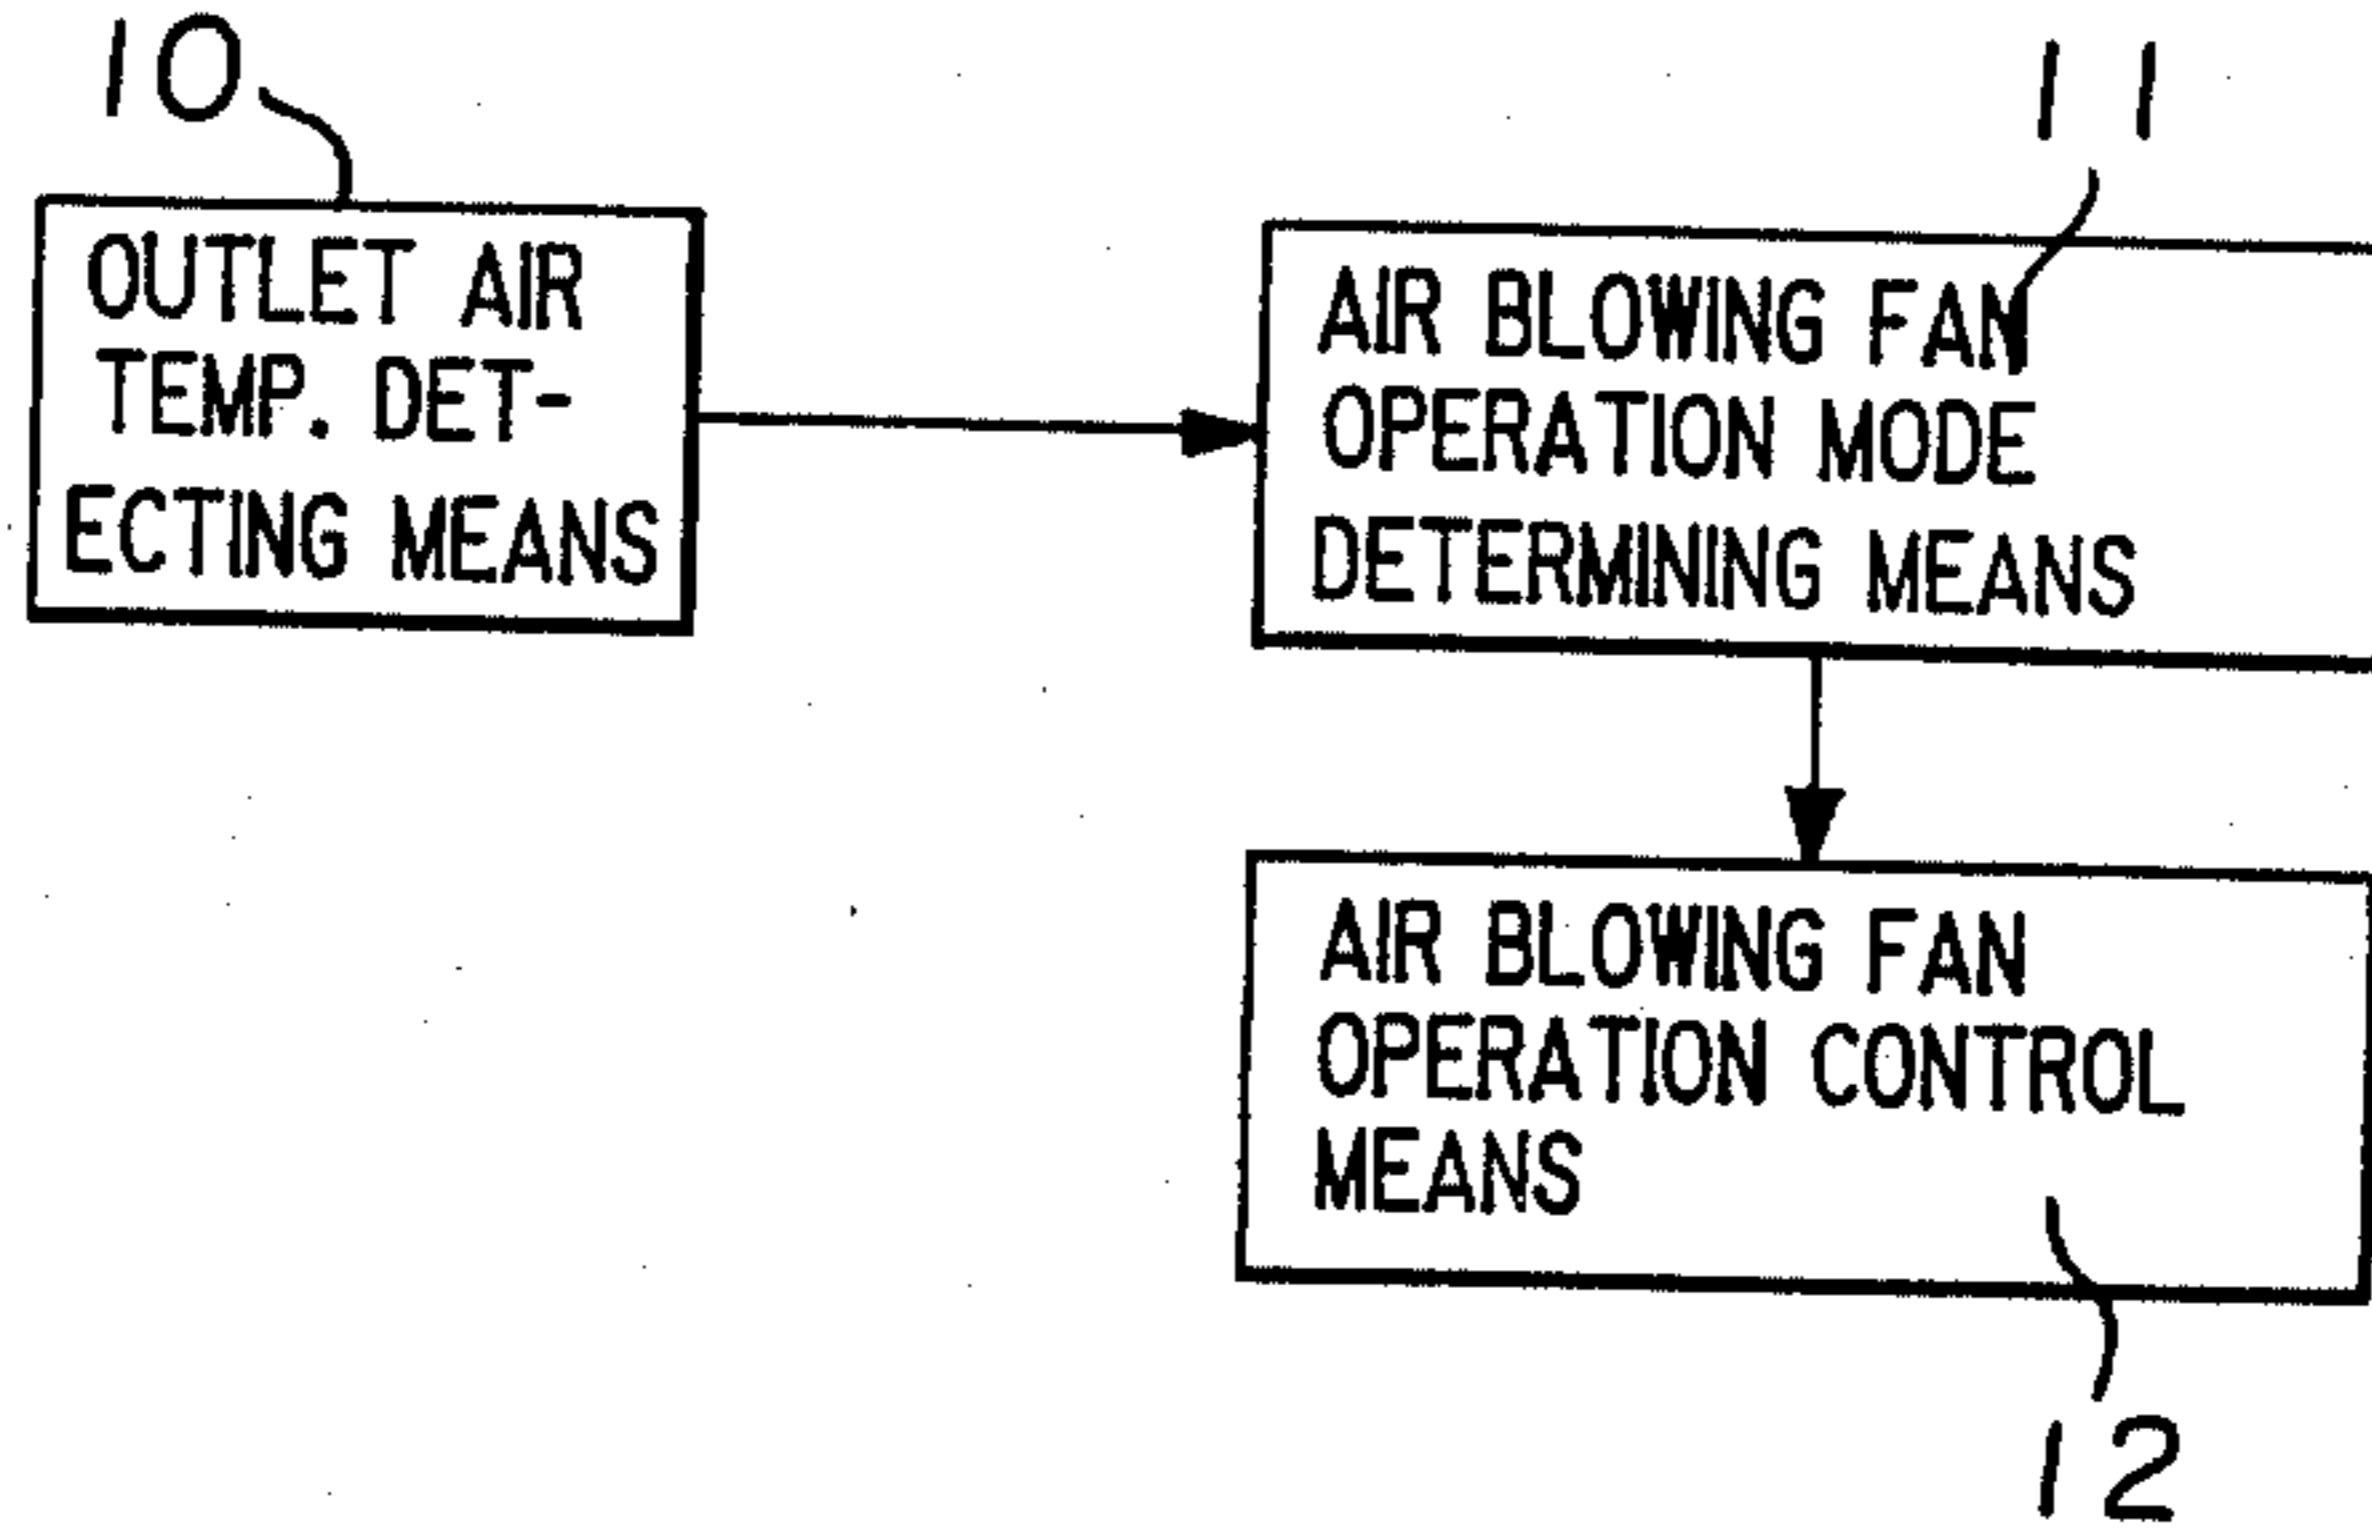 10
OUTLET AIR
TEMP. DET-
ECTING MEANS
11
AIR BLOWING FAN
OPERATION MODE
DETERMINING MEANS
AIR BLOWING FAN
OPERATION CONTROL
MEANS
12